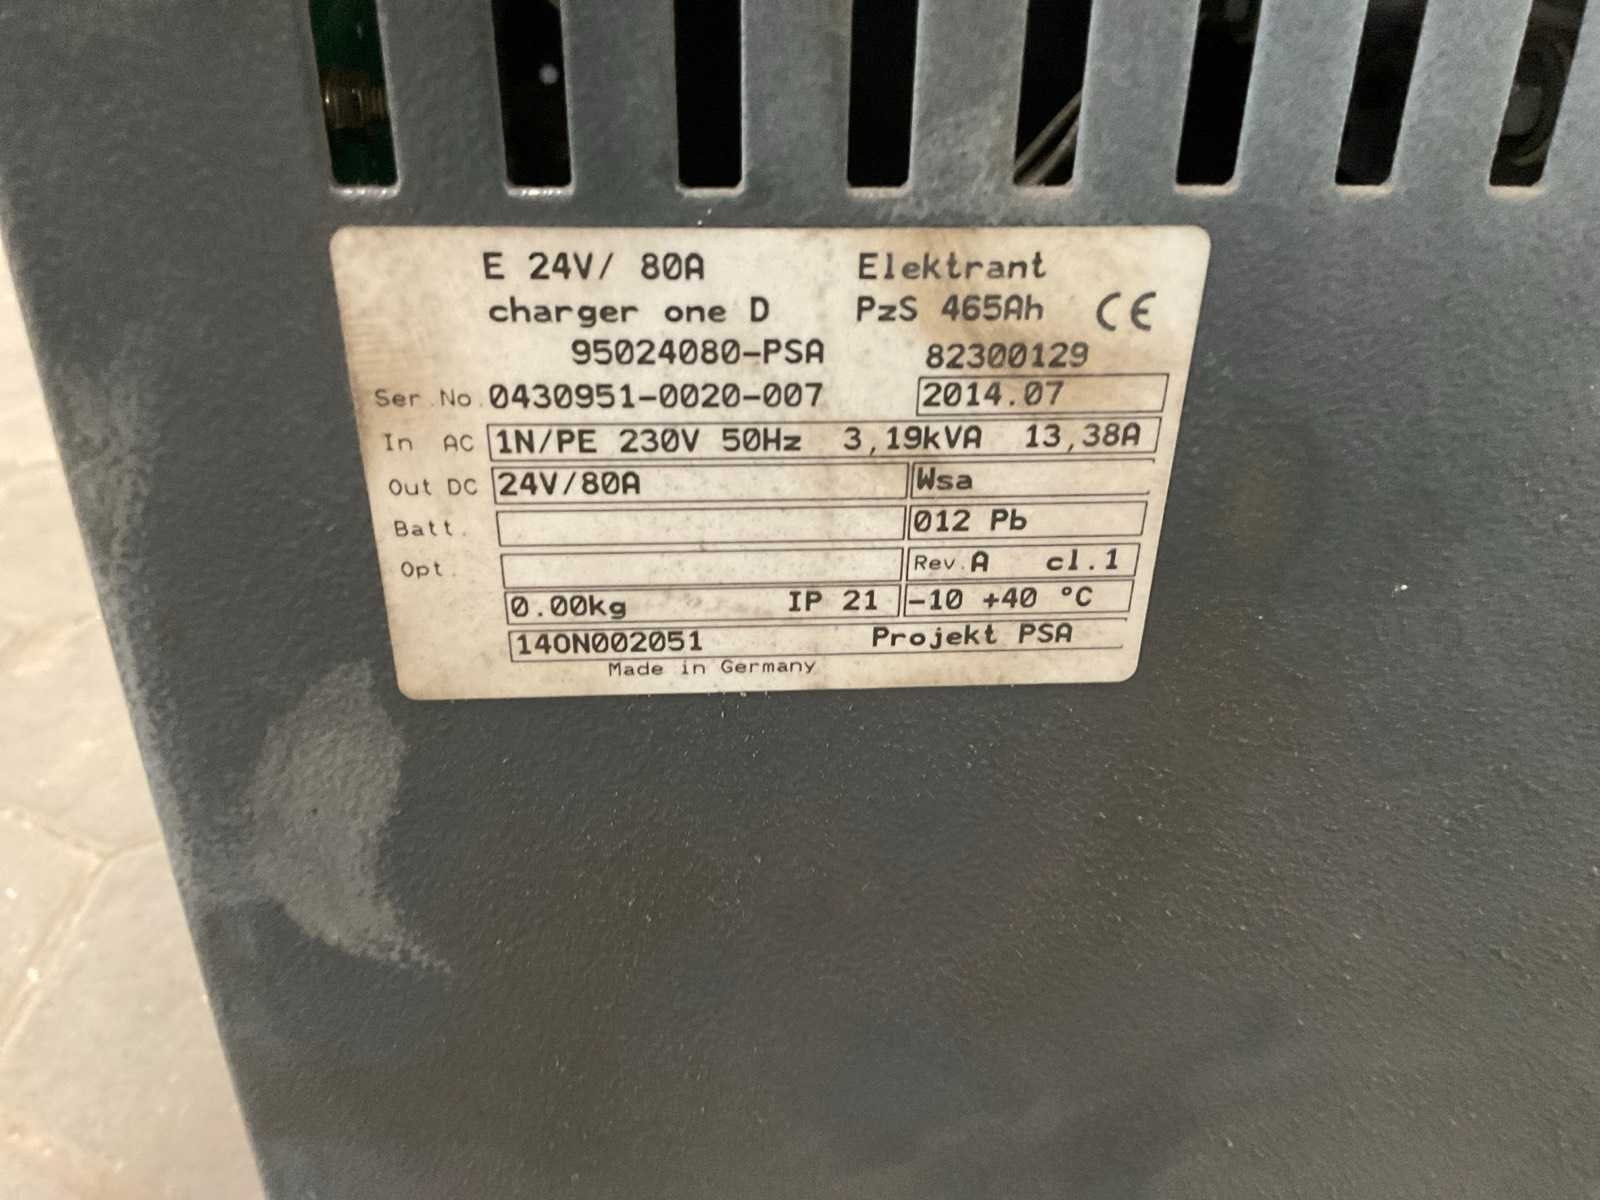 E 24V/ 80A Elektrant
charger one D PzS 465Ah CE
95024080-PSA 82300129
Ser.No. 0430951-0020-007 2014.07
In AC 1N/PE 230V 50Hz 3,19kVA 13,38A
Out DC 24V/80A Wsa
Batt. 012 Pb
Opt. Rev.A cl.1
0.00kg IP 21 -10 +40 °C
14ON002051 Projekt PSA
Made in Germany